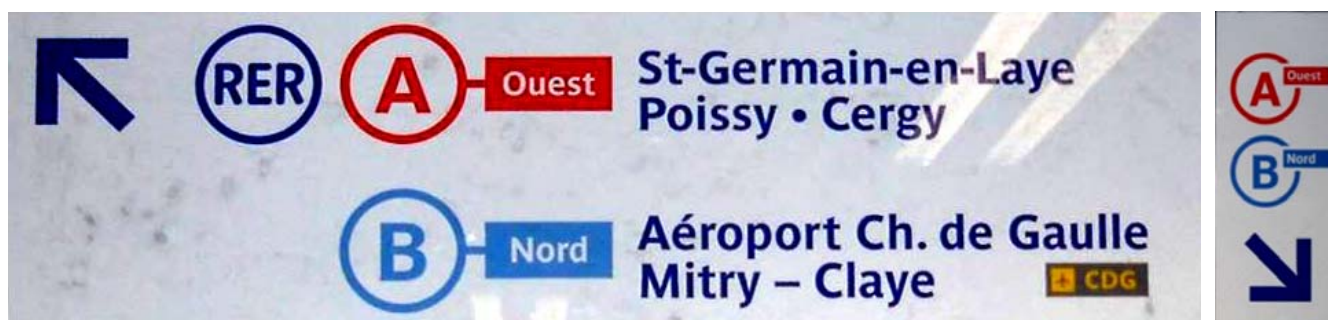 RER A Ouest St-Germain-en-Laye
Poissy • Cergy
B Nord Aéroport Ch. de Gaulle
Mitry – Claye CDG
A Ouest
B Nord